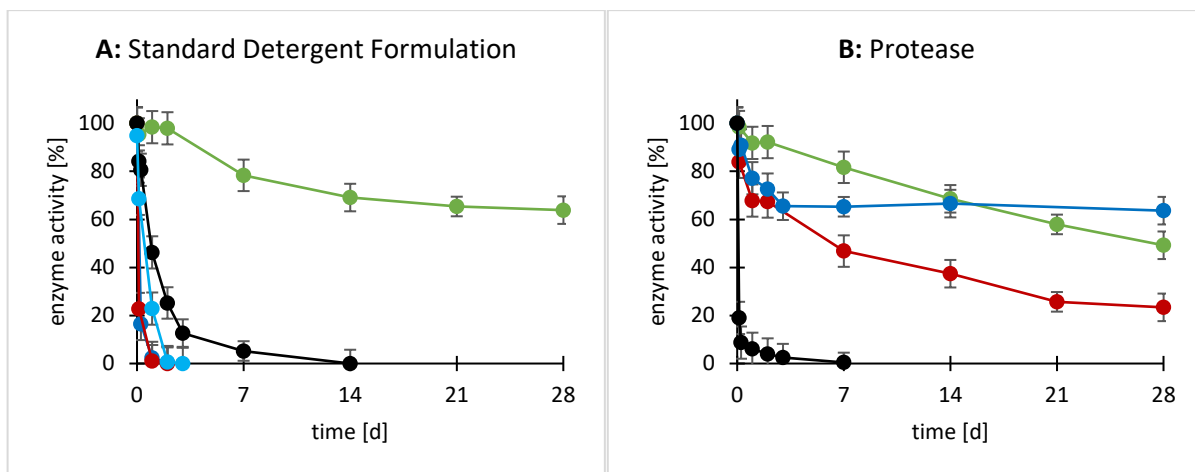 A: Standard Detergent Formulation
enzyme activity [%]
100
80
60
40
20
0
0 7 14 21 28
time [d]
B: Protease
enzyme activity [%]
100
80
60
40
20
0
0 7 14 21 28
time [d]